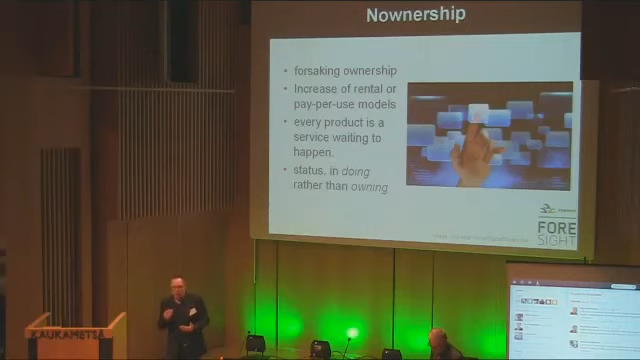 Nownership
• forsaking ownership
• Increase of rental or
pay-per-use models
• every product is a
service waiting to
happen.
• status, in doing
rather than owning
FORE
SIGHT
KAUKAMETSÄ